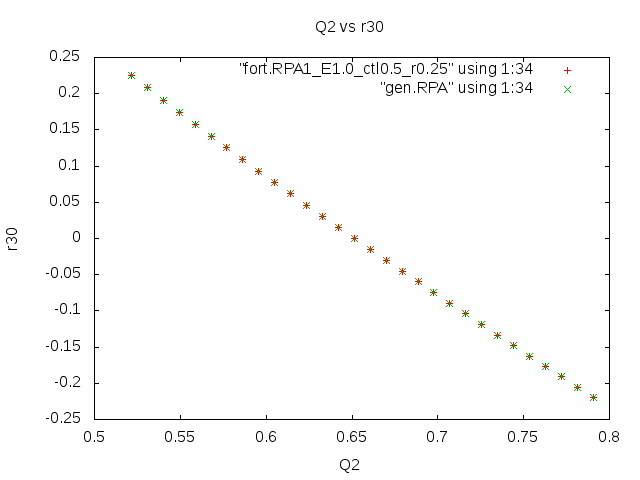 Q2 vs r30
"fort.RPA1_E1.0_ctl0.5_r0.25" using 1:34
"gen.RPA" using 1:34
0.25
0.2
0.15
0.1
0.05
0
-0.05
-0.1
-0.15
-0.2
-0.25
r30
0.5 0.55 0.6 0.65 0.7 0.75 0.8
Q2